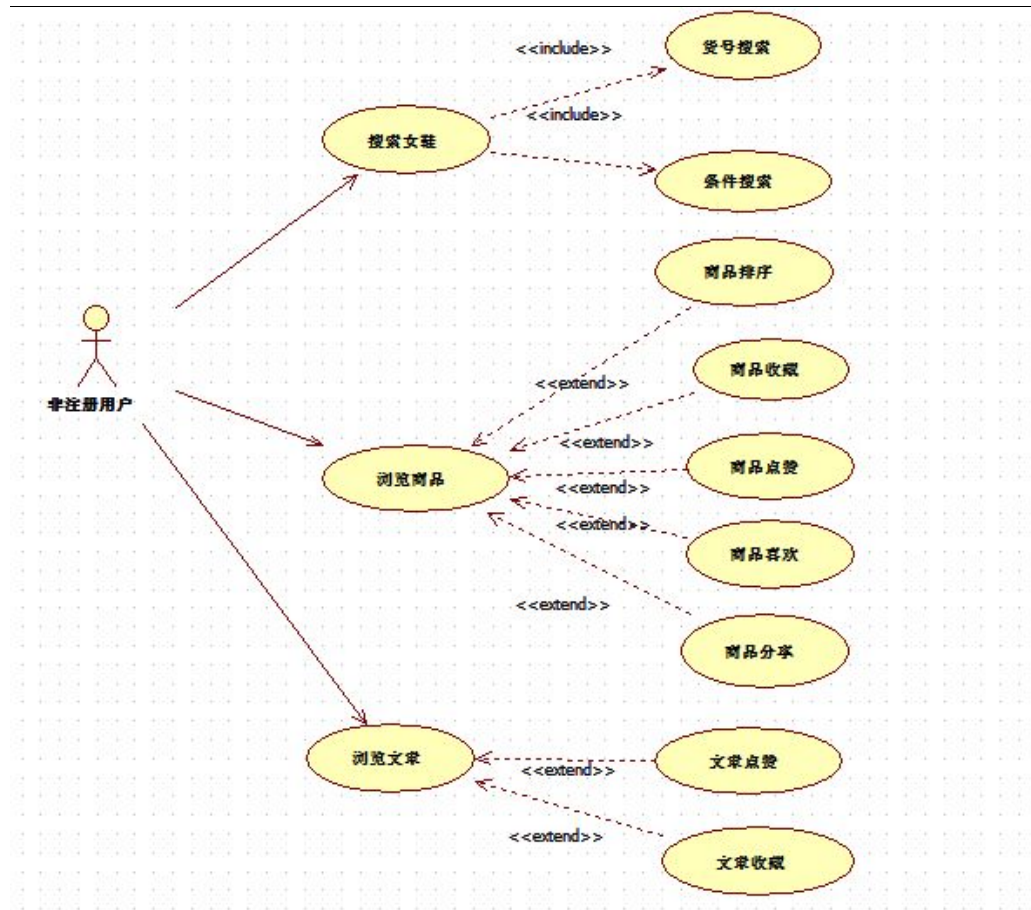 <<include>>
货号搜索
<<include>>
搜索女鞋
条件搜索
商品排序
非注册用户
<<extend>>
商品收藏
<<extend>>
浏览商品
商品点赞
<<extend>>
<<extend>>
商品喜欢
<<extend>>
商品分享
浏览文章
<<extend>>
文章点赞
<<extend>>
文章收藏